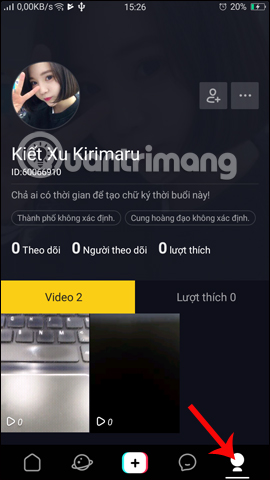 0,00KB/s 15:26 20%
uantrimang
Kiết Xu Kirimaru
ID:60066910
Chả ai có thời gian để tạo chữ ký thời buổi này!
Thành phố không xác định. Cung hoàng đạo không xác định.
0 Theo dõi 0 Người theo dõi 0 lượt thích
Video 2 Lượt thích 0
0 0